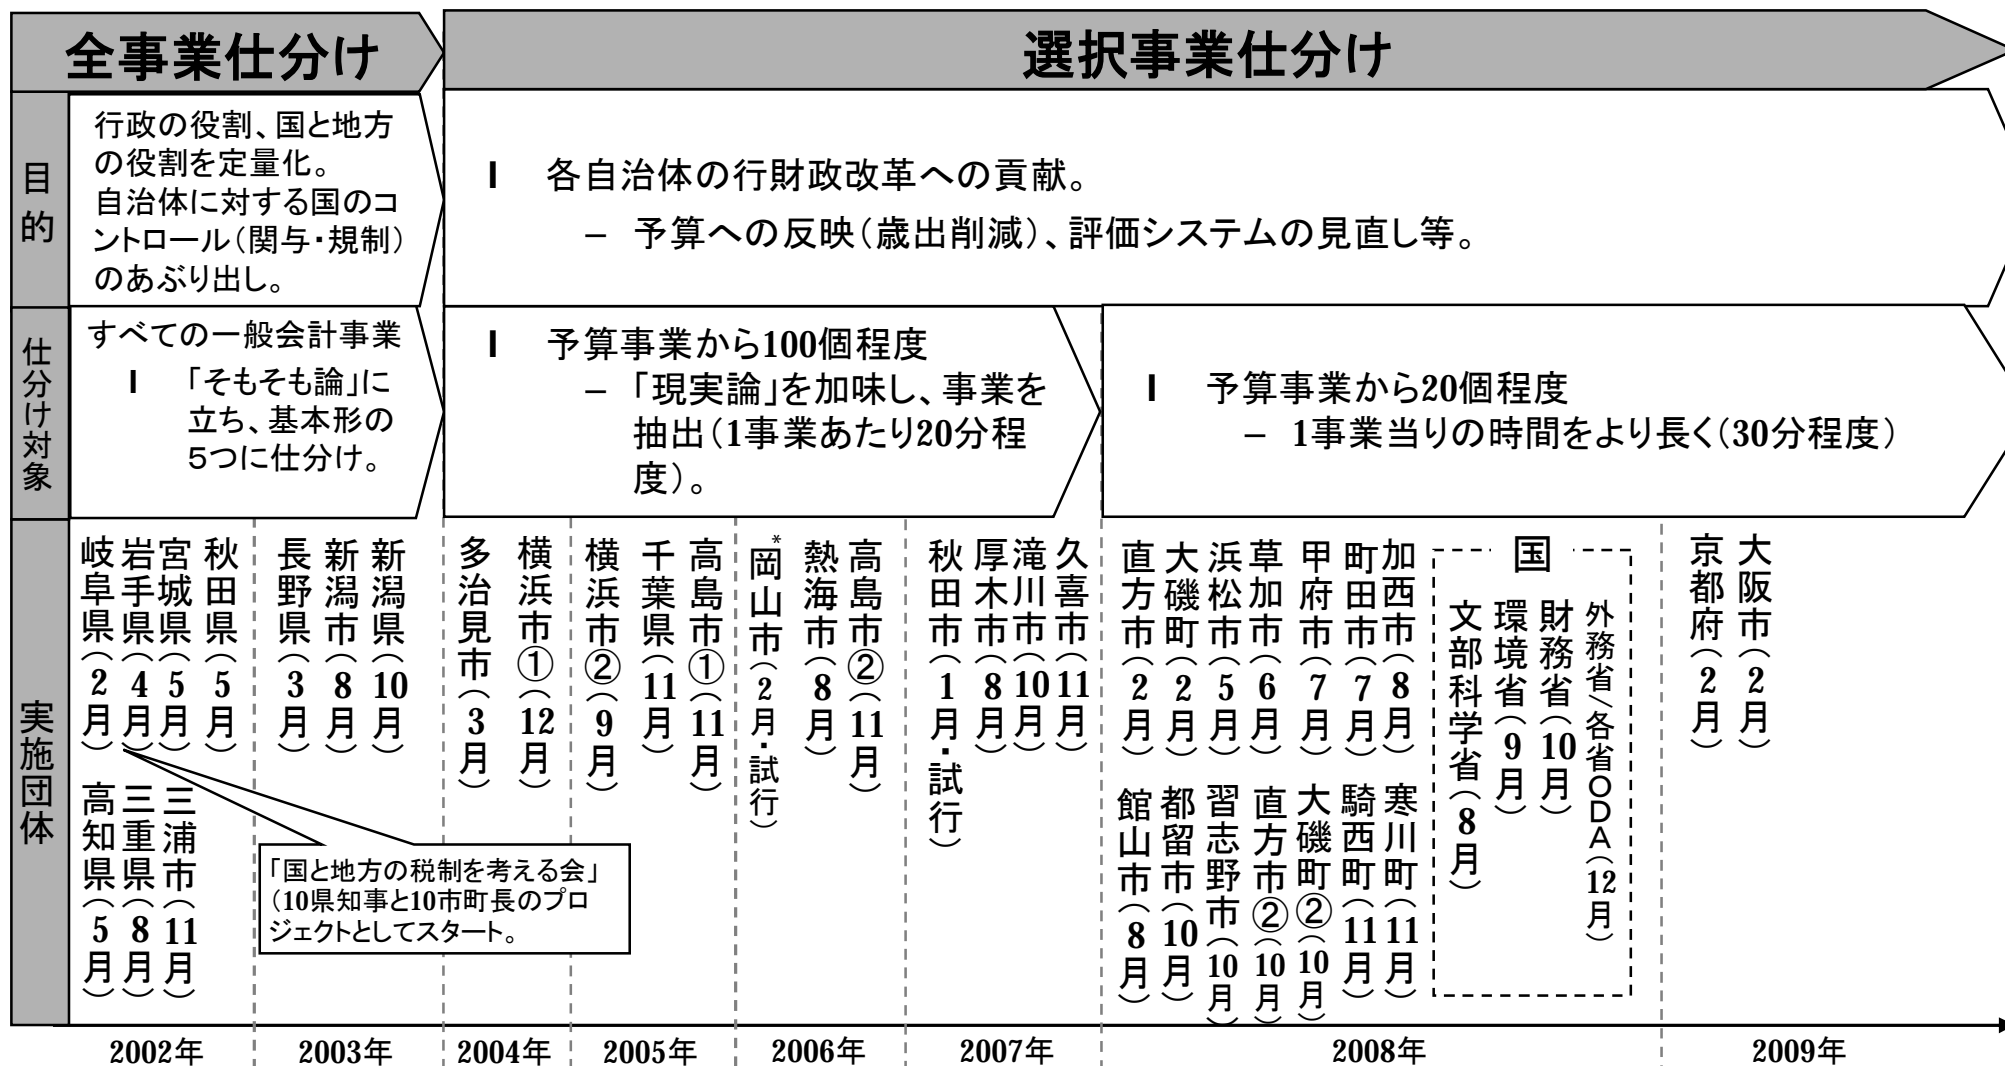 全事業仕分け
選択事業仕分け
目的
行政の役割、国と地方
の役割を定量化。
自治体に対する国のコ
ントロール（関与・規制）
のあぶり出し。
l 各自治体の行財政改革への貢献。
– 予算への反映（歳出削減）、評価システムの見直し等。
仕分け対象
すべての一般会計事業
l 「そもそも論」に
立ち、基本形の
５つに仕分け。
l 予算事業から100個程度
– 「現実論」を加味し、事業を
抽出（1事業あたり20分程
度）。
l 予算事業から20個程度
– 1事業当りの時間をより長く（30分程度）
実施団体
岐阜県（2月）
岩手県（4月）
宮城県（5月）
秋田県（5月）
高知県（5月）
三重県（8月）
三浦市（11月）
長野県（3月）
新潟市（8月）
新潟県（10月）
「国と地方の税制を考える会」
（10県知事と10市町長のプロ
ジェクトとしてスタート。
多治見市（3月）
横浜市①（12月）
横浜市②（9月）
千葉県（11月）
高島市①（11月）
*岡山市（2月・試行）
熱海市（8月）
高島市②（11月）
秋田市（1月・試行）
厚木市（8月）
滝川市（10月）
久喜市（11月）
直方市（2月）
大磯町（2月）
浜松市（5月）
草加市（6月）
甲府市（7月）
町田市（7月）
加西市（8月）
館山市（8月）
都留市（10月）
習志野市（10月）
直方市②（10月）
大磯町②（10月）
騎西町（11月）
寒川町（11月）
国
文部科学省（8月）
環境省（9月）
財務省（10月）
外務省/各省ＯＤＡ（12月）
京都府（2月）
大阪市（2月）
2002年
2003年
2004年
2005年
2006年
2007年
2008年
2009年